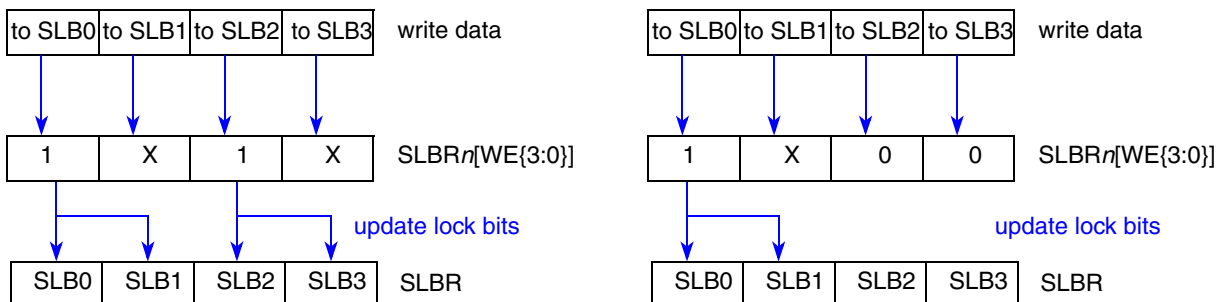 to SLB0 to SLB1 to SLB2 to SLB3 write data
1 X 1 X SLBRn[WE{3:0}]
update lock bits
SLB0 SLB1 SLB2 SLB3 SLBR
to SLB0 to SLB1 to SLB2 to SLB3 write data
1 X 0 0 SLBRn[WE{3:0}]
update lock bits
SLB0 SLB1 SLB2 SLB3 SLBR